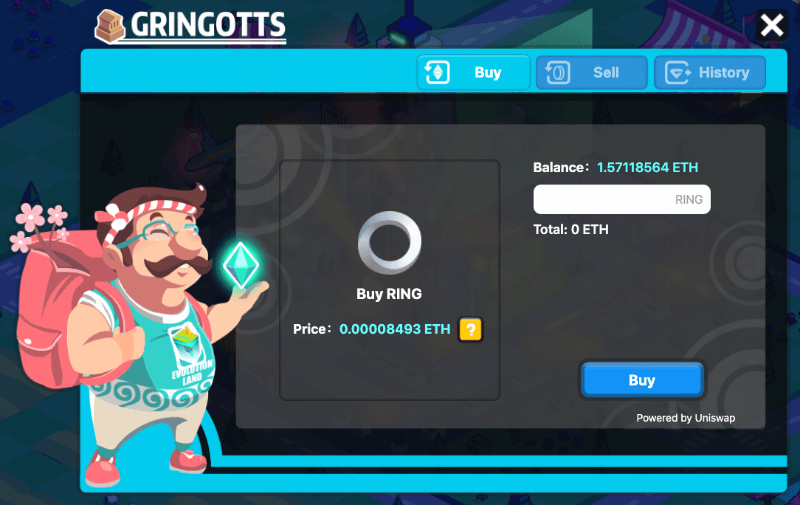 GRINGOTTS
Buy
Sell
History
Balance: 1.57118564 ETH
RING
Total: 0 ETH
Buy RING
Price: 0.00008493 ETH ?
EVOLUTION
LAND
Buy
Powered by Uniswap